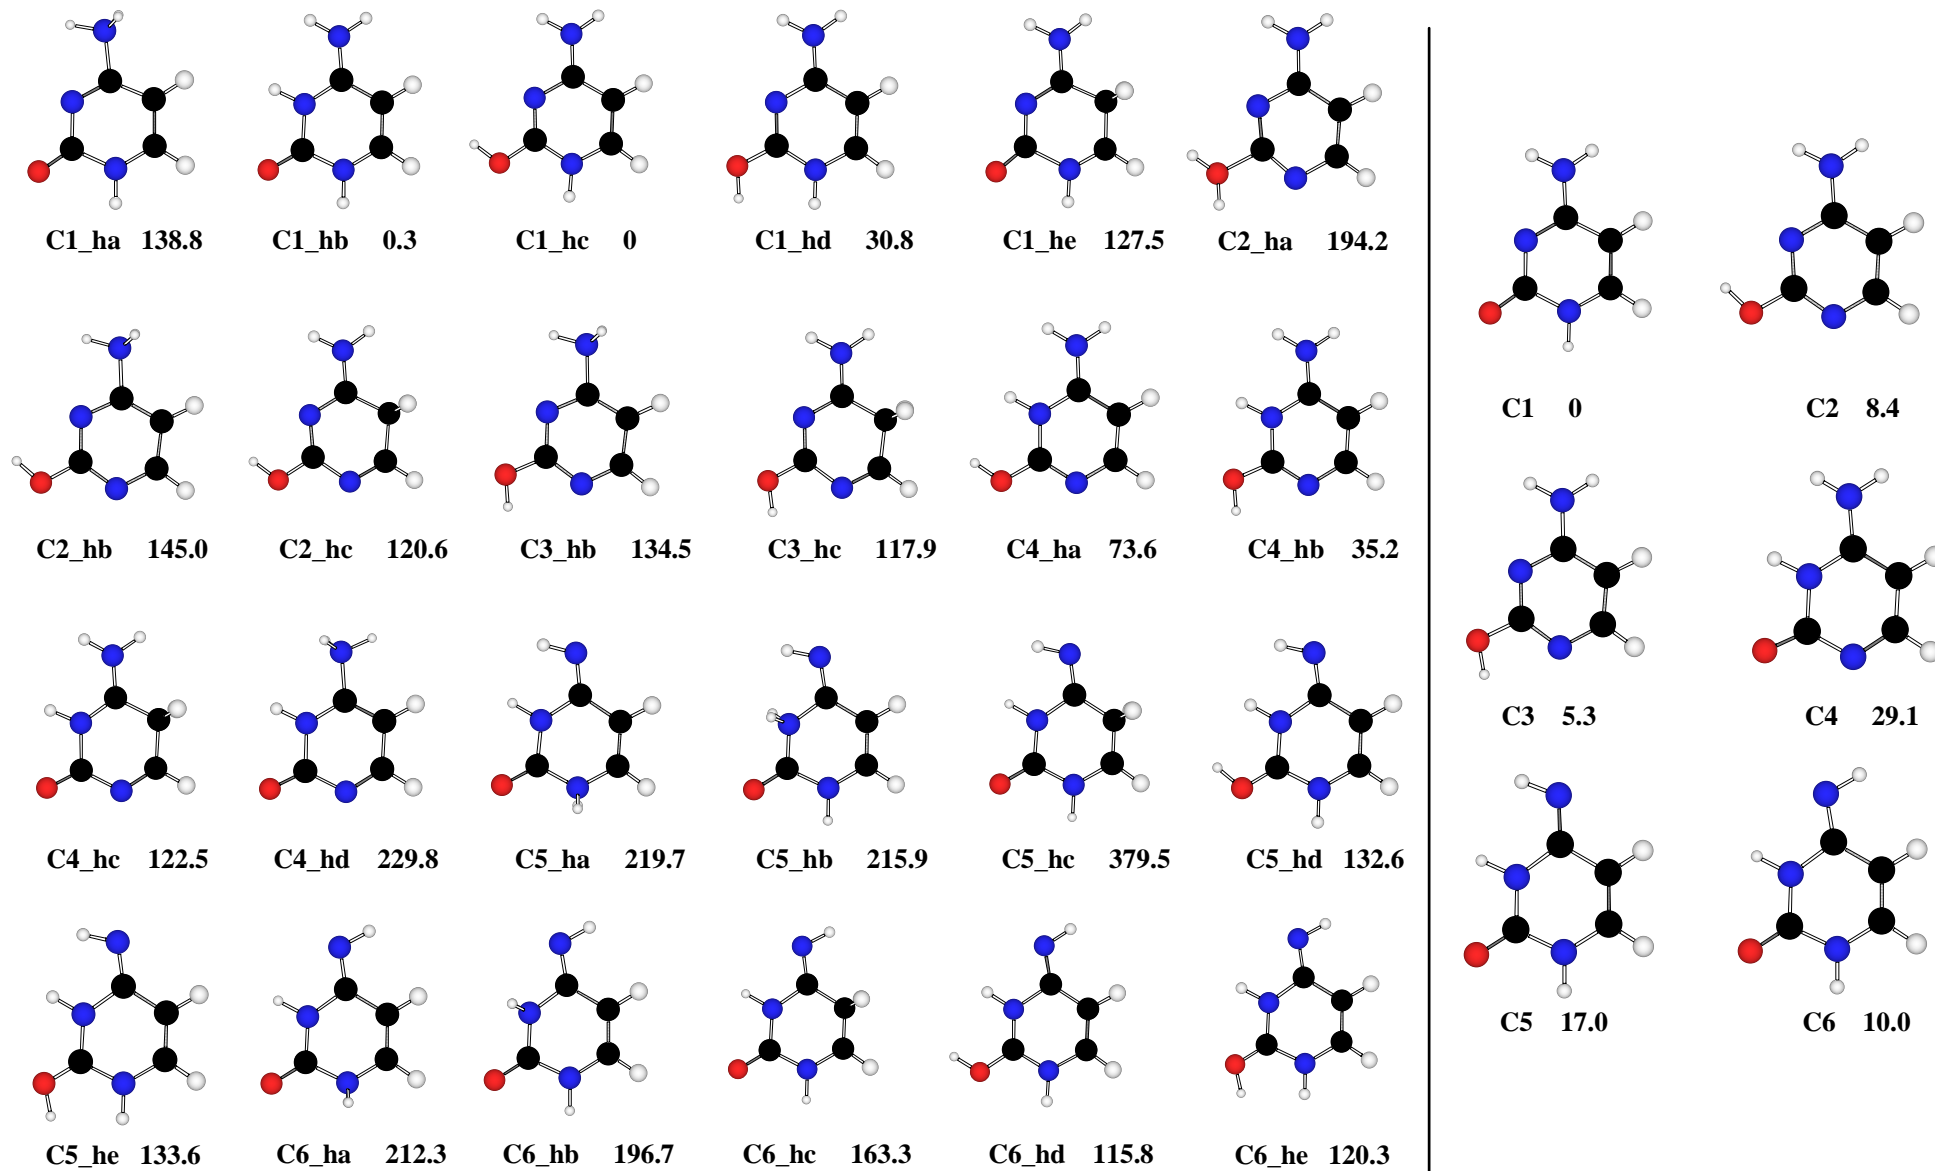 C1_ha 138.8 C1_hb 0.3 C1_hc 0 C1_hd 30.8 C1_he 127.5 C2_ha 194.2
C2_hb 145.0 C2_hc 120.6 C3_hb 134.5 C3_hc 117.9 C4_ha 73.6 C4_hb 35.2
C4_hc 122.5 C4_hd 229.8 C5_ha 219.7 C5_hb 215.9 C5_hc 379.5 C5_hd 132.6
C5_he 133.6 C6_ha 212.3 C6_hb 196.7 C6_hc 163.3 C6_hd 115.8 C6_he 120.3
C1 0 C2 8.4
C3 5.3 C4 29.1
C5 17.0 C6 10.0